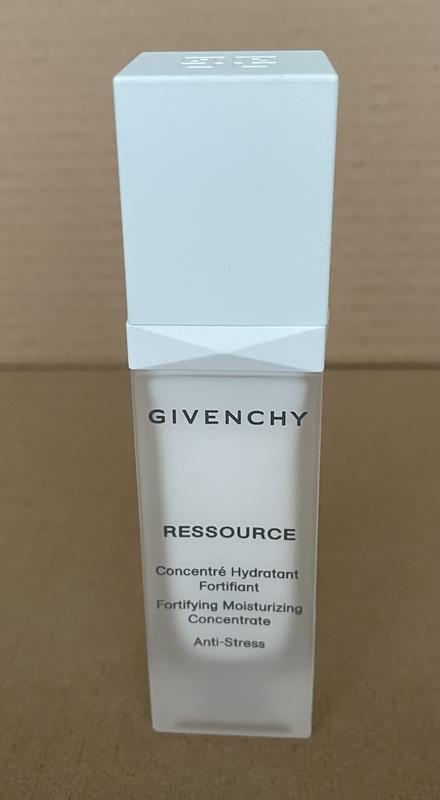 GIVENCHY
RESSOURCE
Concentré Hydratant
Fortifiant
Fortifying Moisturizing
Concentrate
Anti-Stress